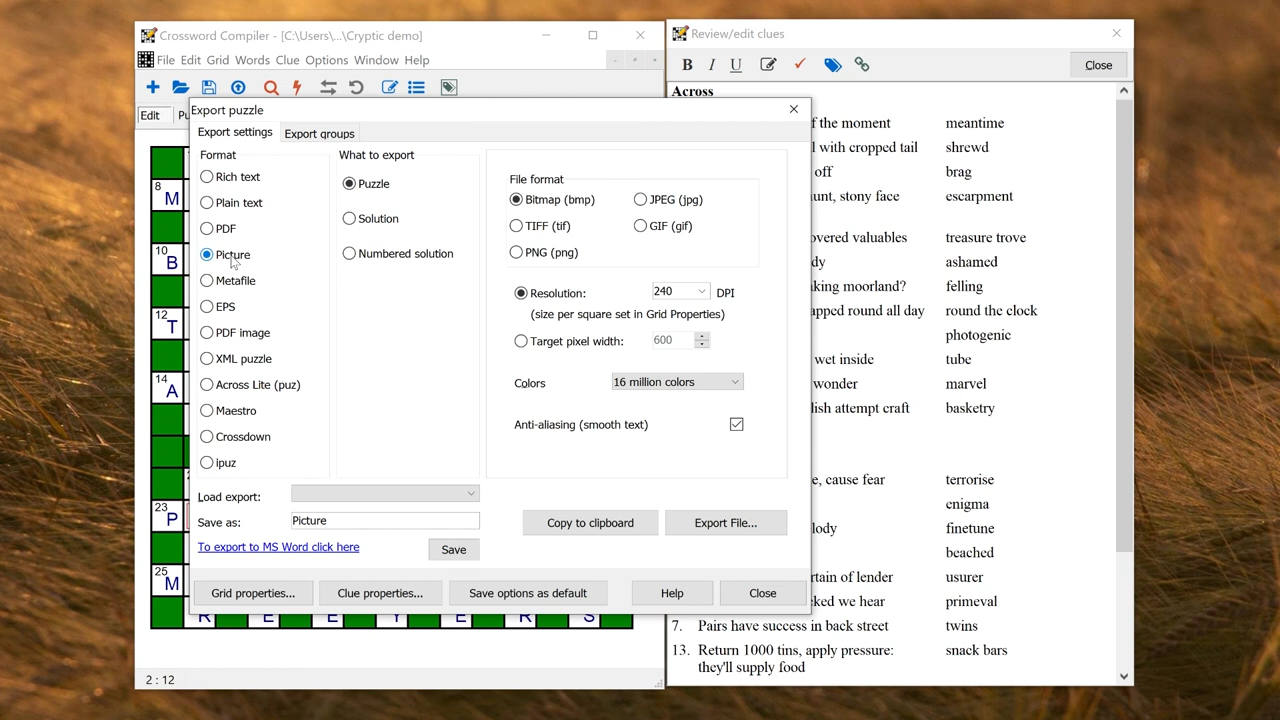 Crossword Compiler - [C:\Users\...\Cryptic demo]
File Edit Grid Words Clue Options Window Help
Edit
Review/edit clues
B I U
Close
Across
f the moment meantime
l with cropped tail shrewd
off brag
unt, stony face escarpment
overed valuables treasure trove
dy ashamed
king moorland? felling
apped round all day round the clock
photogenic
wet inside tube
wonder marvel
lish attempt craft basketry
e, cause fear terrorise
enigma
lody finetune
beached
rtain of lender usurer
ked we hear primeval
7. Pairs have success in back street twins
13. Return 1000 tins, apply pressure: snack bars
they'll supply food
Export puzzle
Export settings Export groups
Format
Rich text
Plain text
PDF
Picture
Metafile
EPS
PDF image
XML puzzle
Across Lite (puz)
Maestro
Crossdown
ipuz
What to export
Puzzle
Solution
Numbered solution
File format
Bitmap (bmp) JPEG (jpg)
TIFF (tif) GIF (gif)
PNG (png)
Resolution: 240 DPI
(size per square set in Grid Properties)
Target pixel width: 600
Colors 16 million colors
Anti-aliasing (smooth text)
Load export:
Save as: Picture
To export to MS Word click here
Save
Copy to clipboard Export File...
Grid properties... Clue properties... Save options as default Help Close
8 M
10 B
12 T
14 A
23 P
25 M
R E E Y E R S
2 : 12